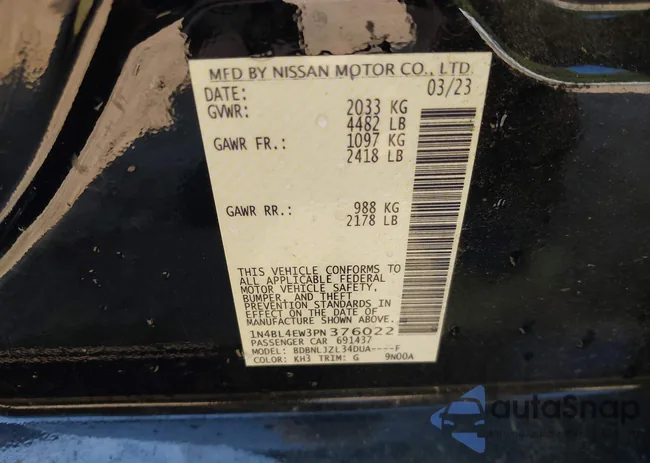 MFD BY NISSAN MOTOR CO., LTD.
DATE: 03/23
GVWR: 2033 KG
4482 LB
GAWR FR.: 1097 KG
2418 LB
GAWR RR.: 988 KG
2178 LB
THIS VEHICLE CONFORMS TO
ALL APPLICABLE FEDERAL
MOTOR VEHICLE SAFETY,
BUMPER, AND THEFT
PREVENTION STANDARDS IN
EFFECT ON THE DATE OF
MANUFACTURE SHOWN ABOVE.
1N4BL4EW3PN376022
PASSENGER CAR 691437
MODEL: BDBNLJZL34DUA----F
COLOR: KH3 TRIM: G 9N00A
autoSnap